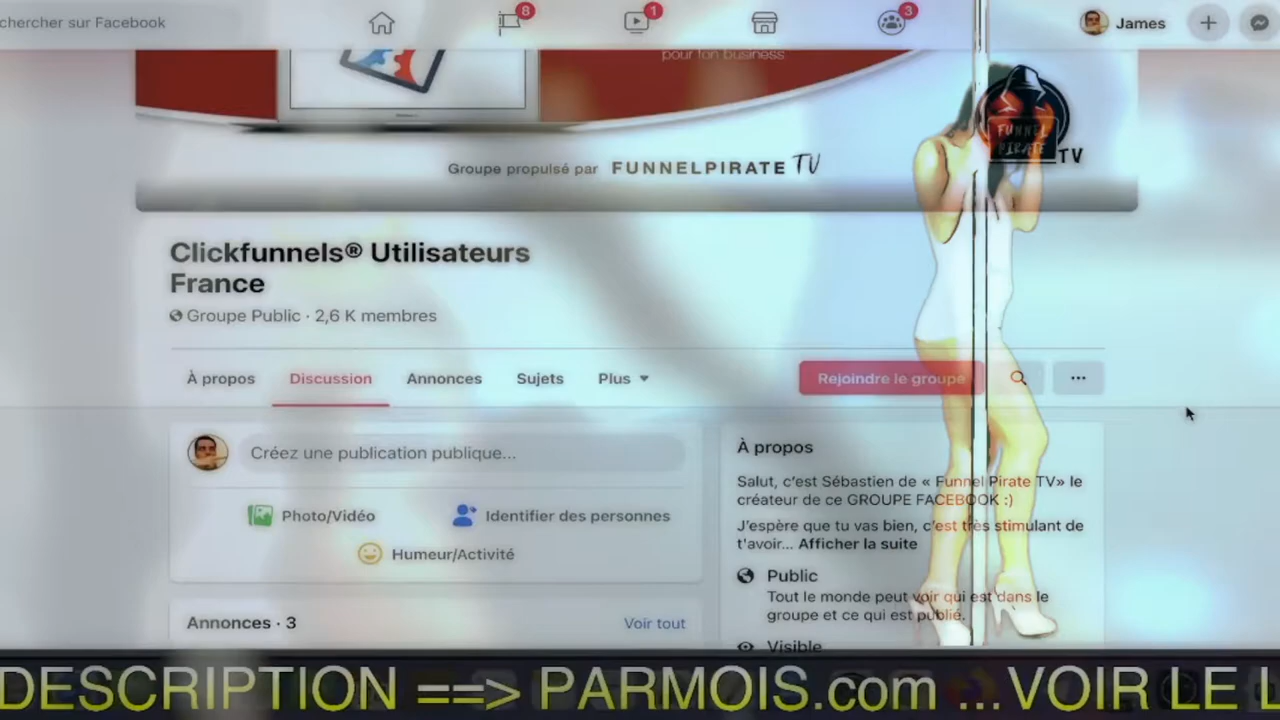 chercher sur Facebook
8
1
3
James
pour ton business
FUNNEL
PIRATE
TV
Groupe propulsé par FUNNELPIRATE TV
Clickfunnels® Utilisateurs
France
Groupe Public · 2,6 K membres
À propos
Discussion
Annonces
Sujets
Plus
Rejoindre le groupe
Créez une publication publique...
Photo/Vidéo
Identifier des personnes
Humeur/Activité
Annonces · 3
Voir tout
À propos
Salut, c'est Sébastien de « Funnel Pirate TV» le
créateur de ce GROUPE FACEBOOK :)
J'espère que tu vas bien, c'est très stimulant de
t'avoir... Afficher la suite
Public
Tout le monde peut voir qui est dans le
groupe et ce qui est publié.
Visible
DESCRIPTION ==> PARMOIS.com ...VOIR LE L